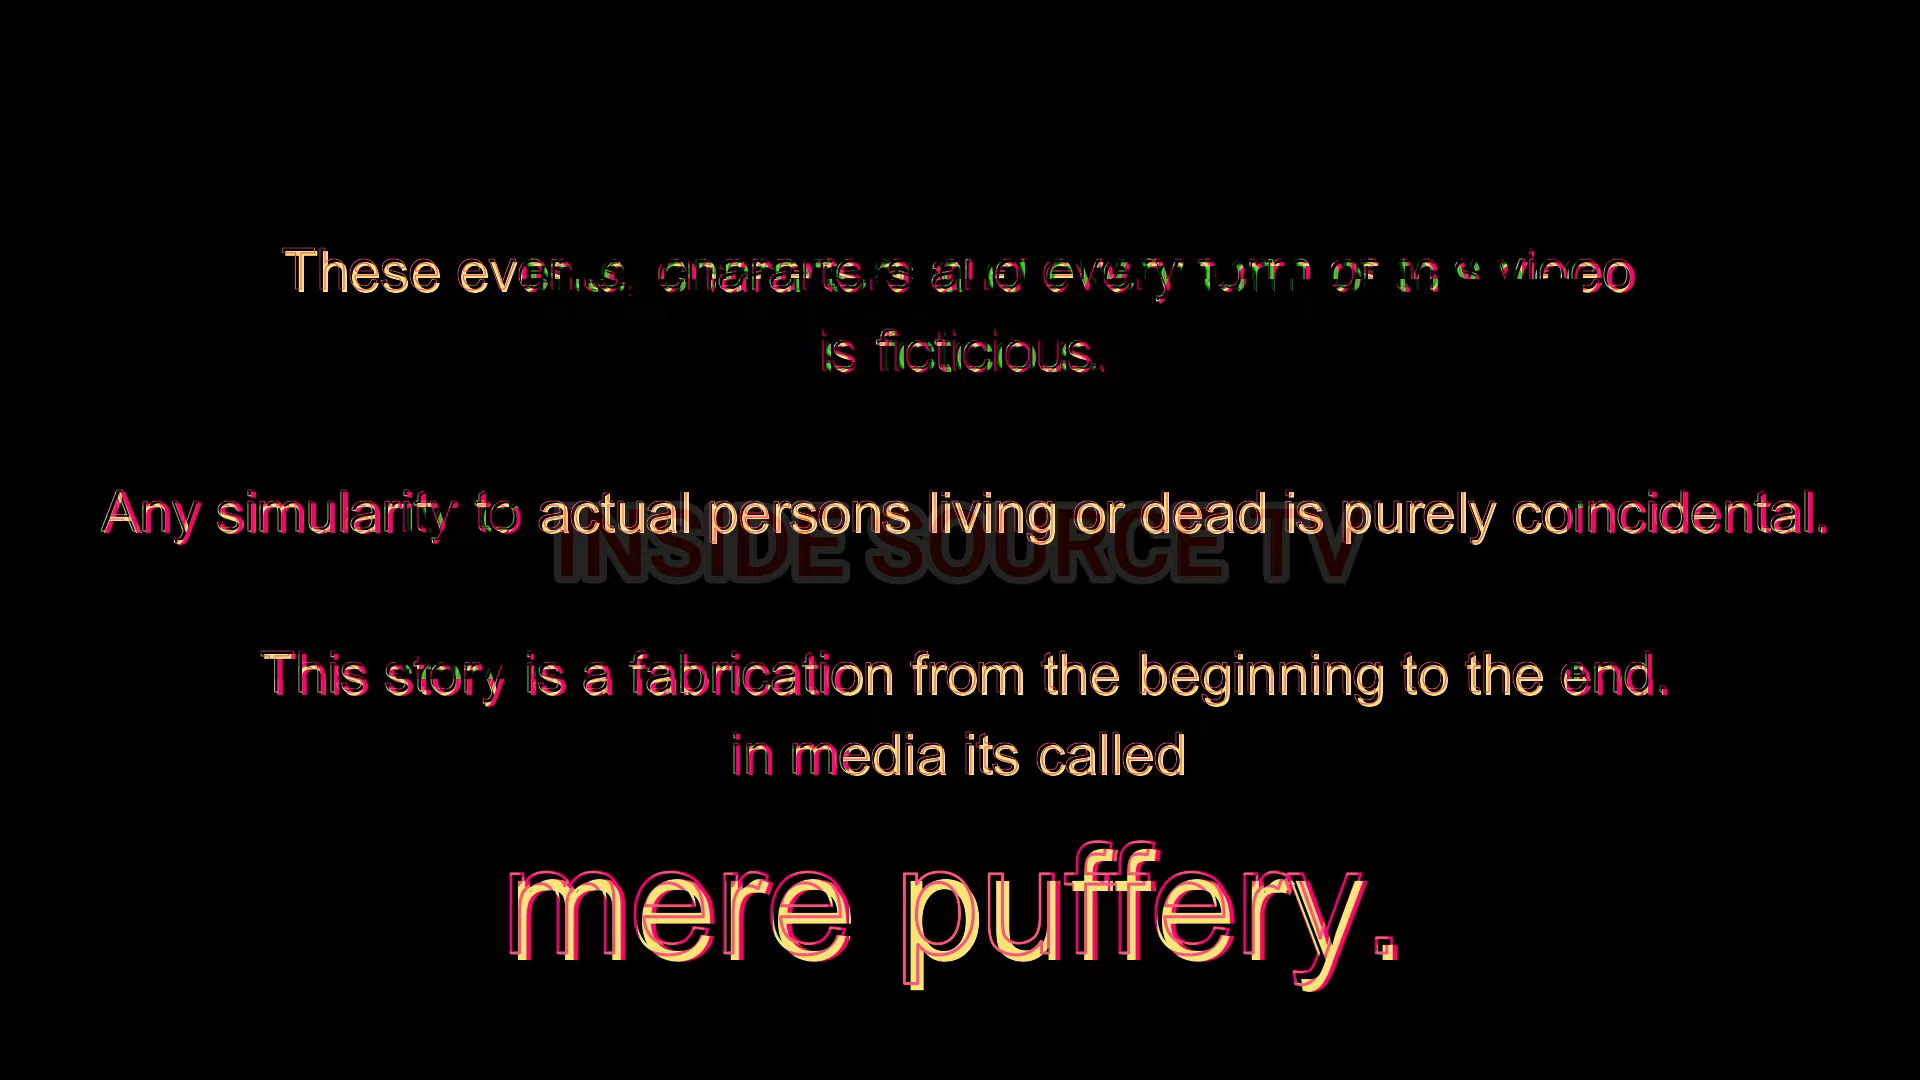 These events, characters and every form of this video
is ficticious.
Any simularity to actual persons living or dead is purely coincidental.
INSIDE SOURCE TV
This story is a fabrication from the beginning to the end.
in media its called
mere puffery.